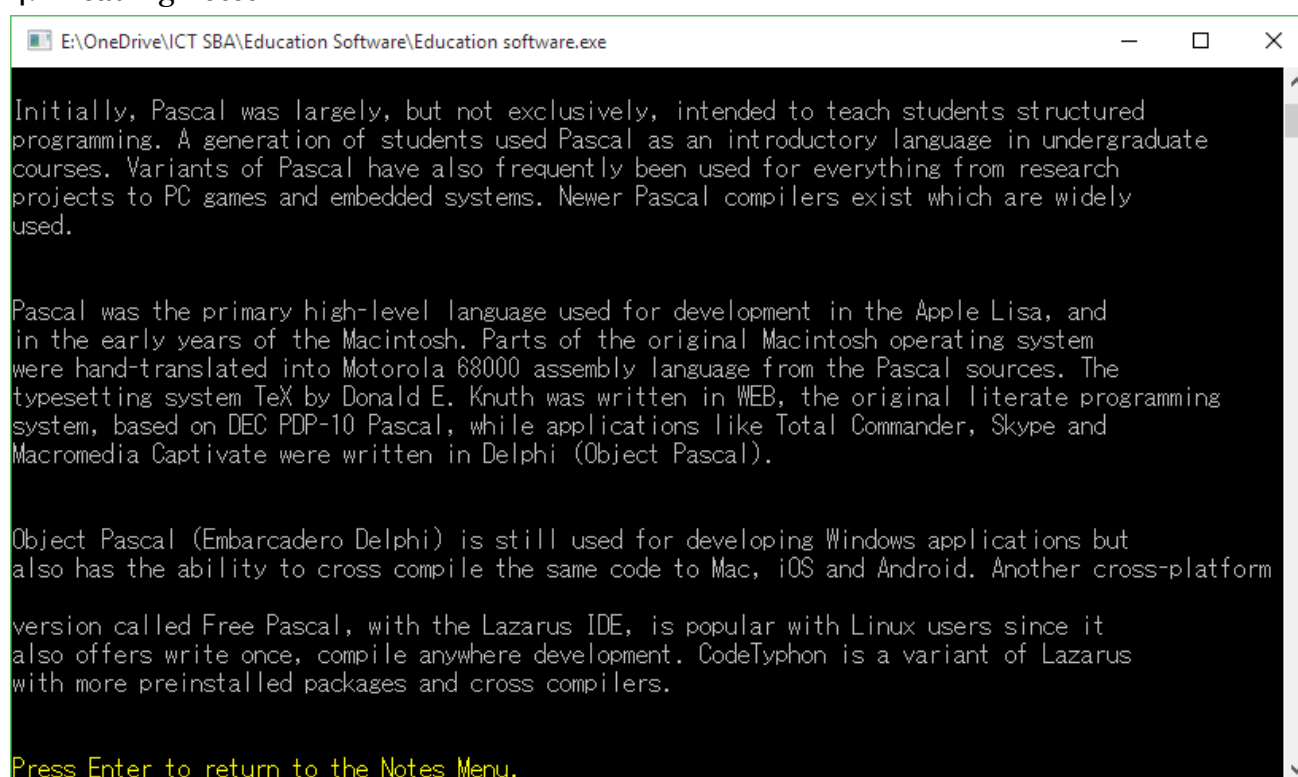 E:\OneDrive\ICT SBA\Education Software\Education software.exe
Initially, Pascal was largely, but not exclusively, intended to teach students structured
programming. A generation of students used Pascal as an introductory language in undergraduate
courses. Variants of Pascal have also frequently been used for everything from research
projects to PC games and embedded systems. Newer Pascal compilers exist which are widely
used.
Pascal was the primary high-level language used for development in the Apple Lisa, and
in the early years of the Macintosh. Parts of the original Macintosh operating system
were hand-translated into Motorola 68000 assembly language from the Pascal sources. The
typesetting system TeX by Donald E. Knuth was written in WEB, the original literate programming
system, based on DEC PDP-10 Pascal, while applications like Total Commander, Skype and
Macromedia Captivate were written in Delphi (Object Pascal).
Object Pascal (Embarcadero Delphi) is still used for developing Windows applications but
also has the ability to cross compile the same code to Mac, iOS and Android. Another cross-platform
version called Free Pascal, with the Lazarus IDE, is popular with Linux users since it
also offers write once, compile anywhere development. CodeTyphon is a variant of Lazarus
with more preinstalled packages and cross compilers.
Press Enter to return to the Notes Menu.